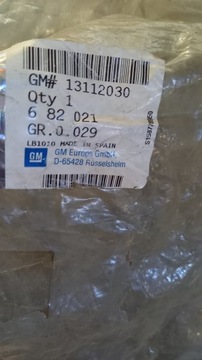 GM# 13112030
Qty 1
6 82 021
GR.0.029
LB1010 MADE IN SPAIN
GM
GM Europe GmbH,
D-65428 Rüsselsheim